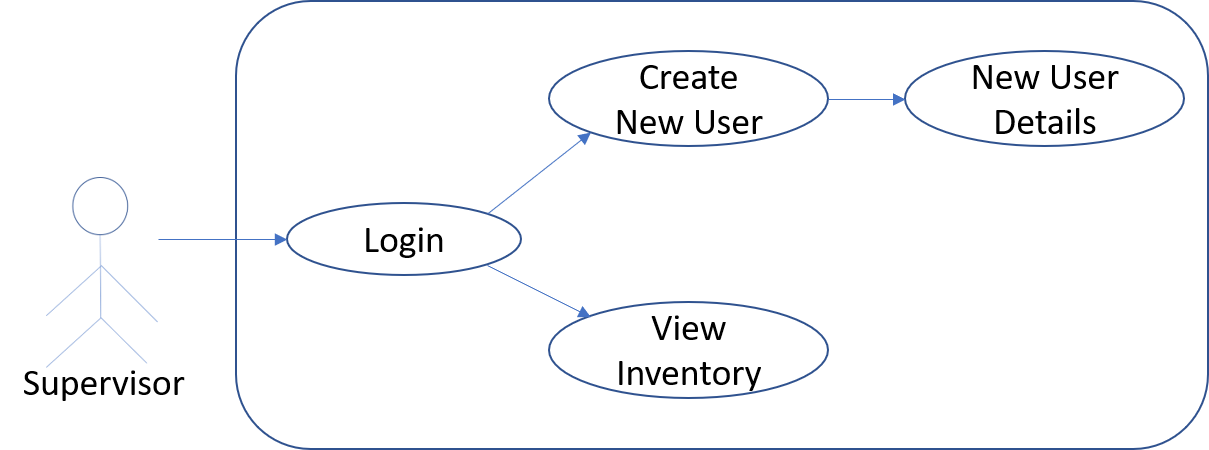 Create
New User
New User
Details
Login
View
Inventory
Supervisor